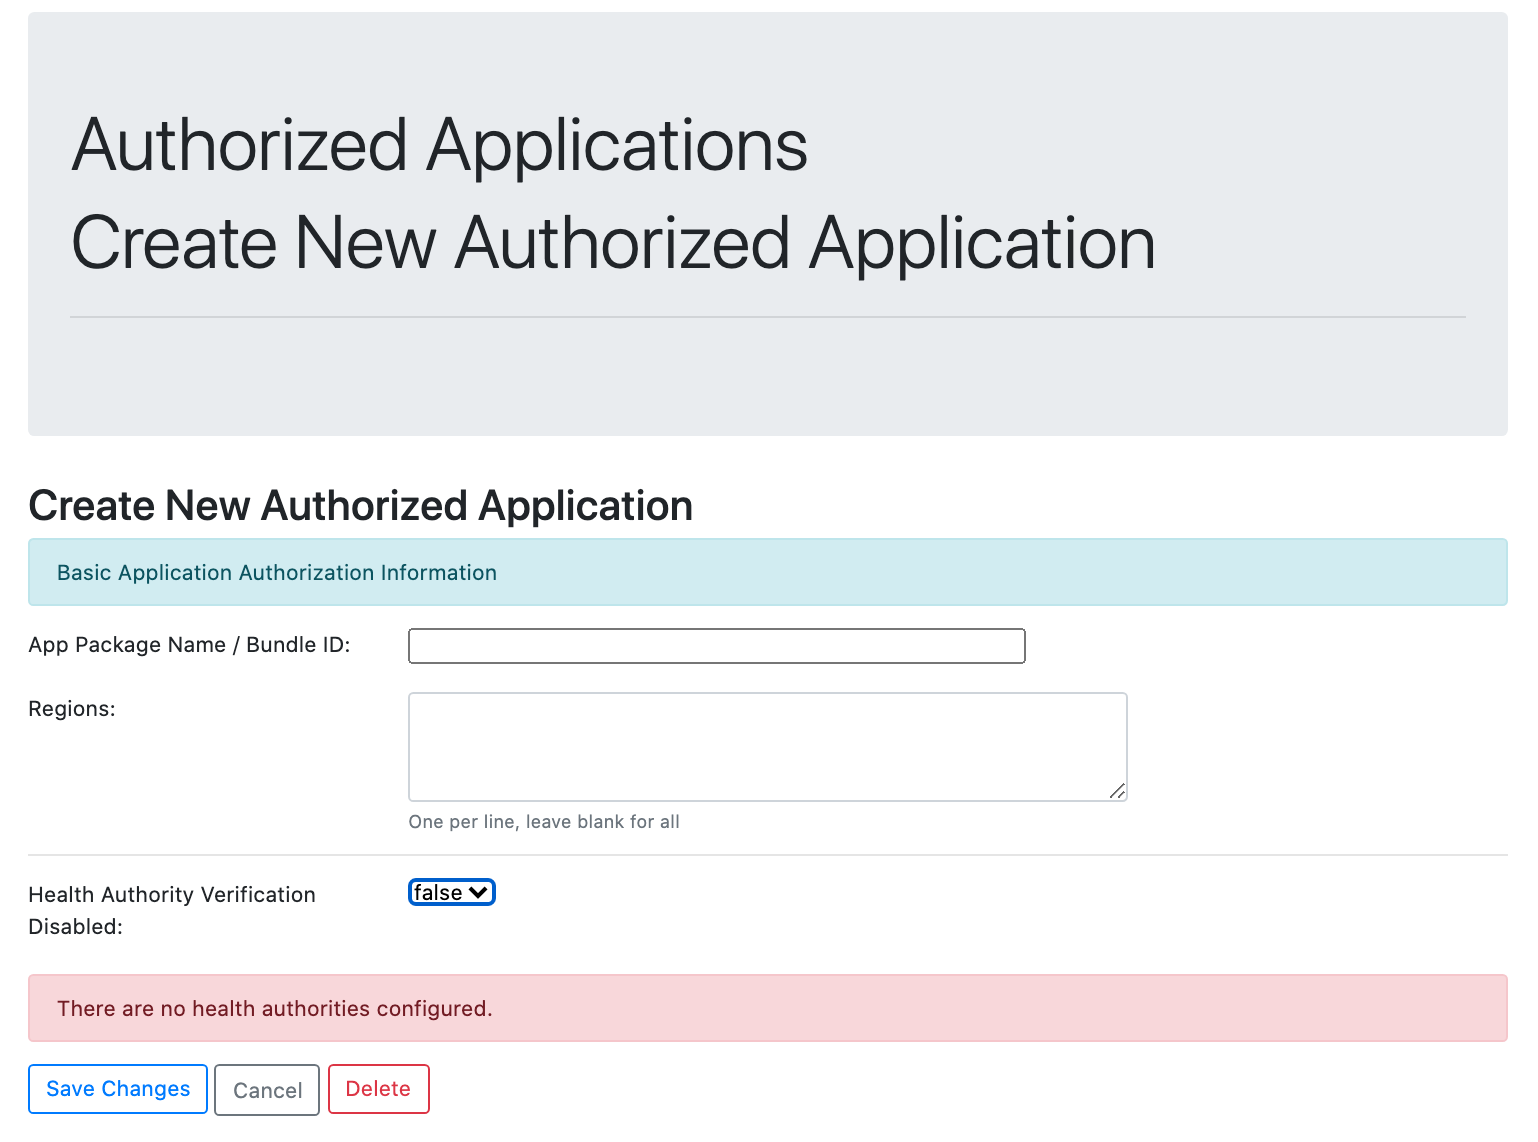 Authorized Applications
Create New Authorized Application
Create New Authorized Application
Basic Application Authorization Information
App Package Name / Bundle ID:
Regions:
One per line, leave blank for all
Health Authority Verification
Disabled:
false
There are no health authorities configured.
Save Changes
Cancel
Delete